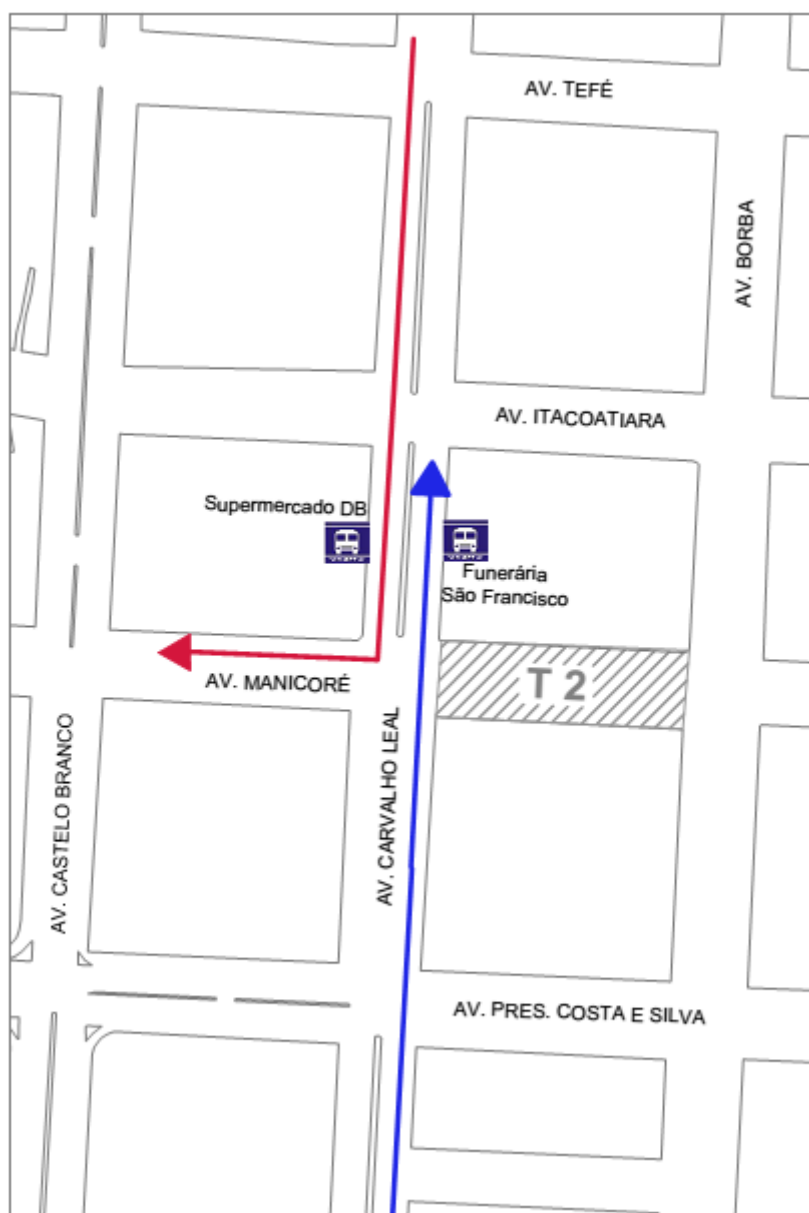 AV. TEFÉ
AV. BORBA
AV. ITACOATIARA
Supermercado DB
Funerária
São Francisco
AV. MANICORÉ
T 2
AV. CASTELO BRANCO
AV. CARVALHO LEAL
AV. PRES. COSTA E SILVA